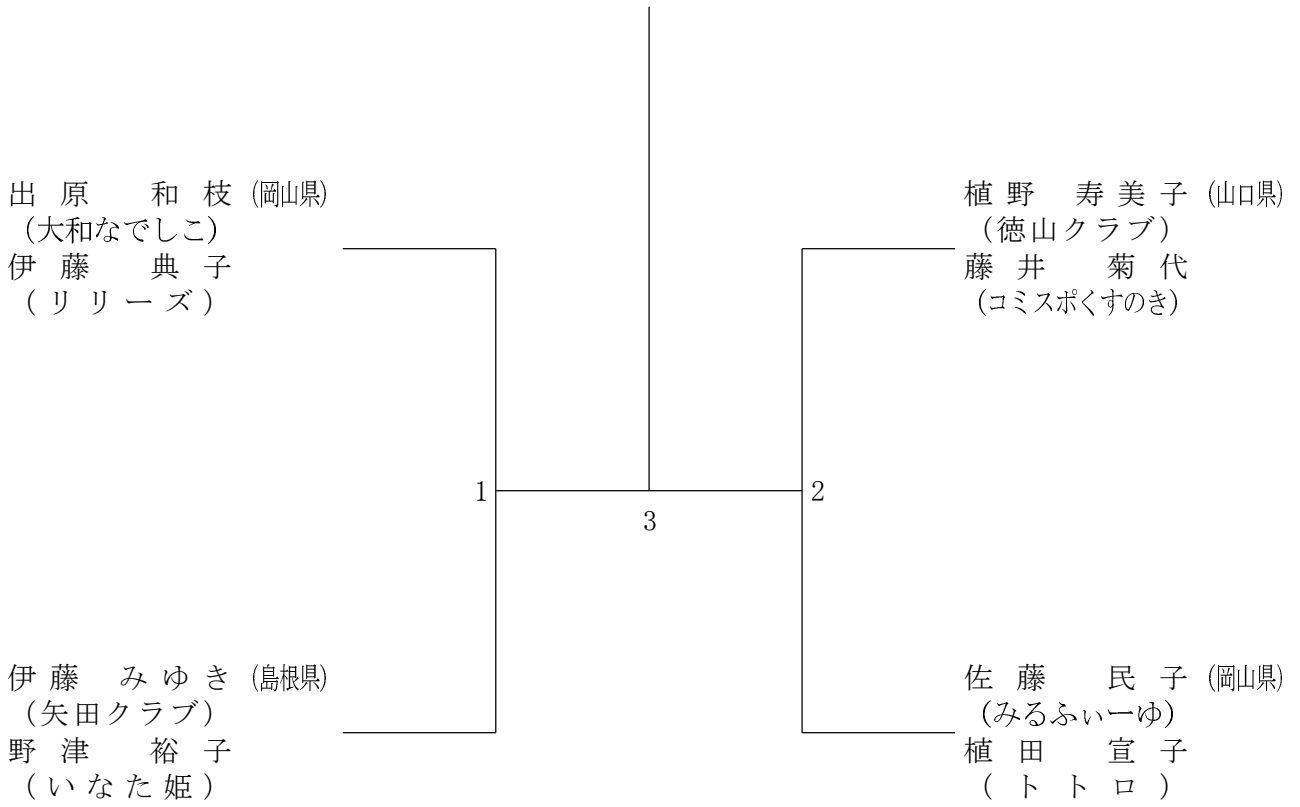 出原 和枝 (岡山県)
(大和なでしこ)
伊藤 典子
(リリーズ)
植野 寿美子 (山口県)
(徳山クラブ)
藤井 菊代
(コミスポくすのき)
1
2
3
伊藤 みゆき (島根県)
(矢田クラブ)
野津 裕子
(いなた姫)
佐藤 民子 (岡山県)
(みるふぃーゆ)
植田 宣子
(トトロ)